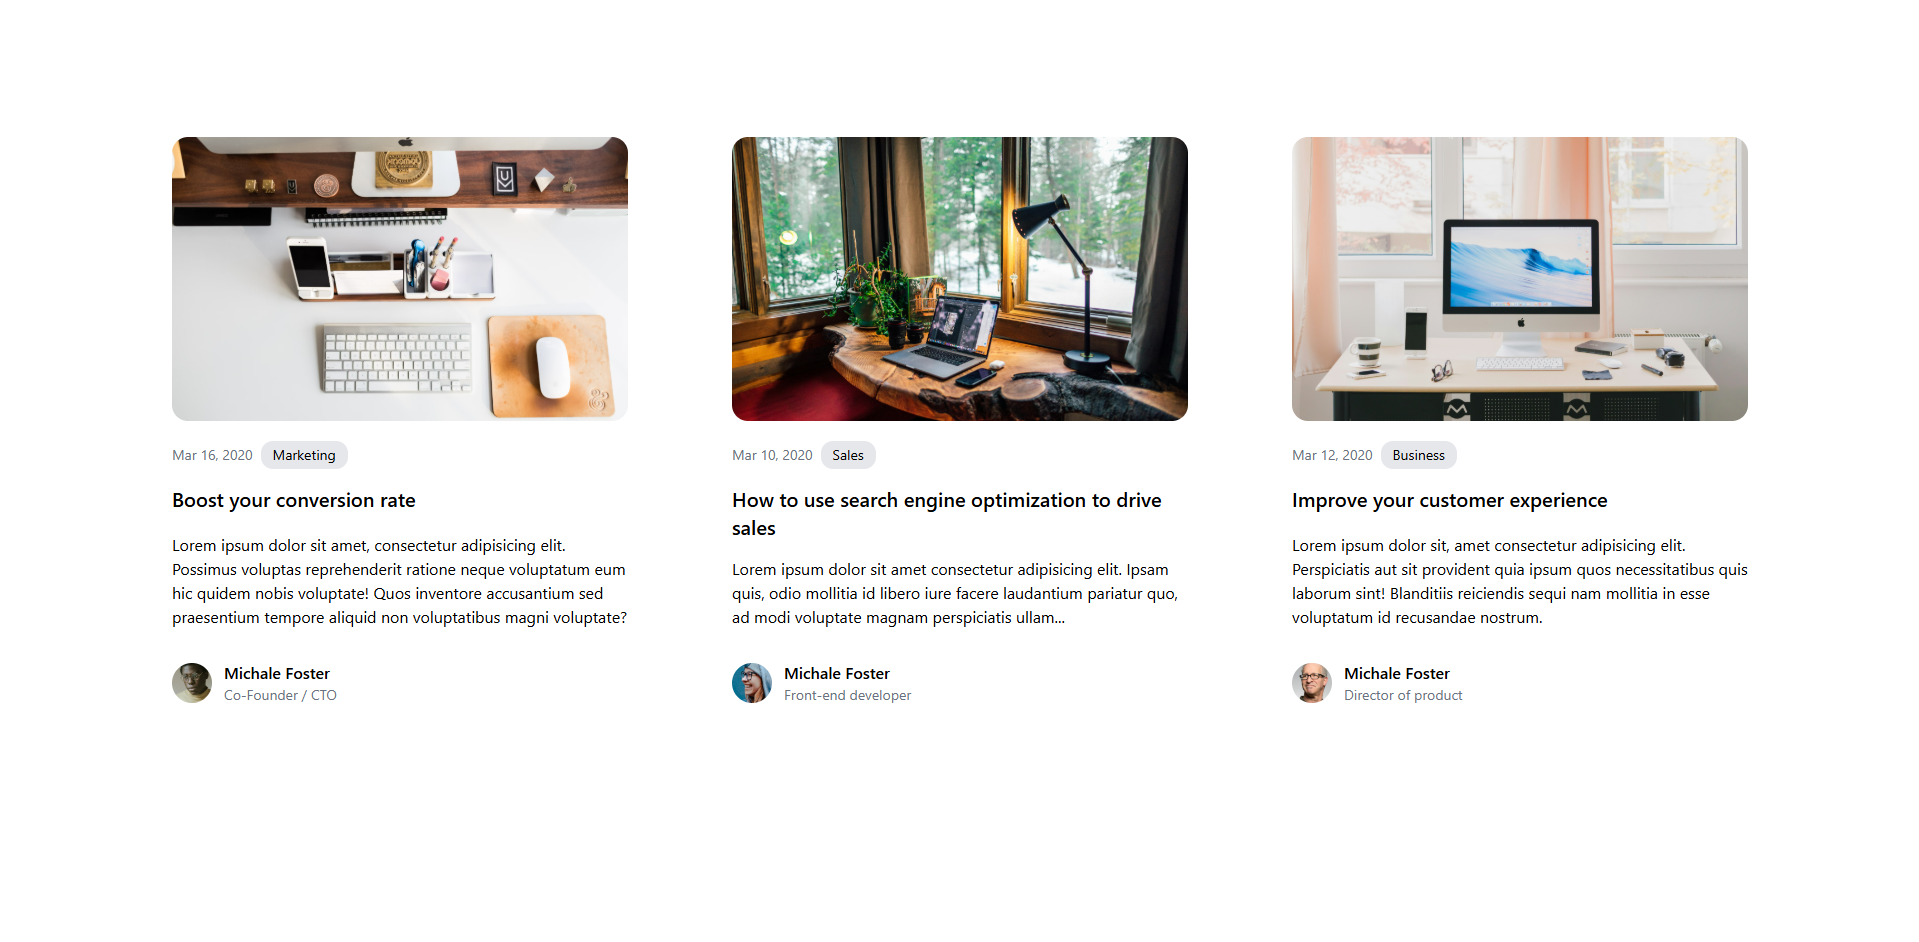 Mar 16, 2020 Marketing
Boost your conversion rate
Lorem ipsum dolor sit amet, consectetur adipisicing elit.
Possimus voluptas reprehenderit ratione neque voluptatum eum
hic quidem nobis voluptate! Quos inventore accusantium sed
praesentium tempore aliquid non voluptatibus magni voluptate?
Michale Foster
Co-Founder / CTO
Mar 10, 2020 Sales
How to use search engine optimization to drive
sales
Lorem ipsum dolor sit amet consectetur adipisicing elit. Ipsam
quis, odio mollitia id libero iure facere laudantium pariatur quo,
ad modi voluptate magnam perspiciatis ullam...
Michale Foster
Front-end developer
Mar 12, 2020 Business
Improve your customer experience
Lorem ipsum dolor sit, amet consectetur adipisicing elit.
Perspiciatis aut sit provident quia ipsum quos necessitatibus quis
laborum sint! Blanditiis reiciendis sequi nam mollitia in esse
voluptatum id recusandae nostrum.
Michale Foster
Director of product